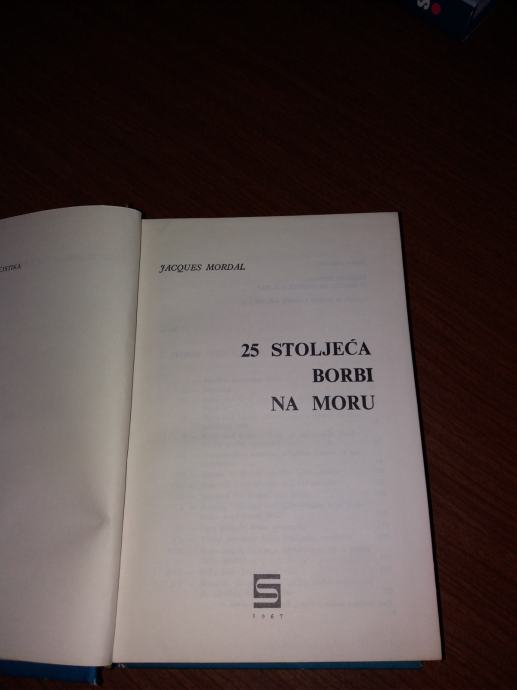 JACQUES MORDAL
25 STOLJEĆA
BORBI
NA MORU
S
1967